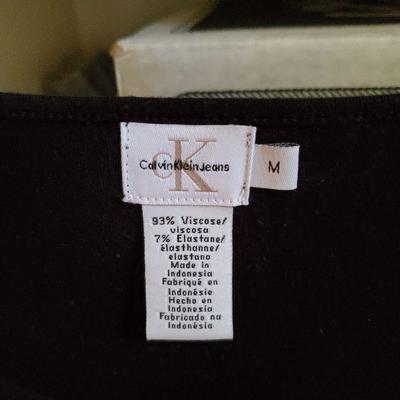 cK
CalvinKleinJeans
M
93% Viscose/
viscosa
7% Elastane/
élasthanne/
elastano
Made in
Indonesia
Fabriqué en
Indonésie
Hecho en
Indonesia
Fabricado na
Indonésia